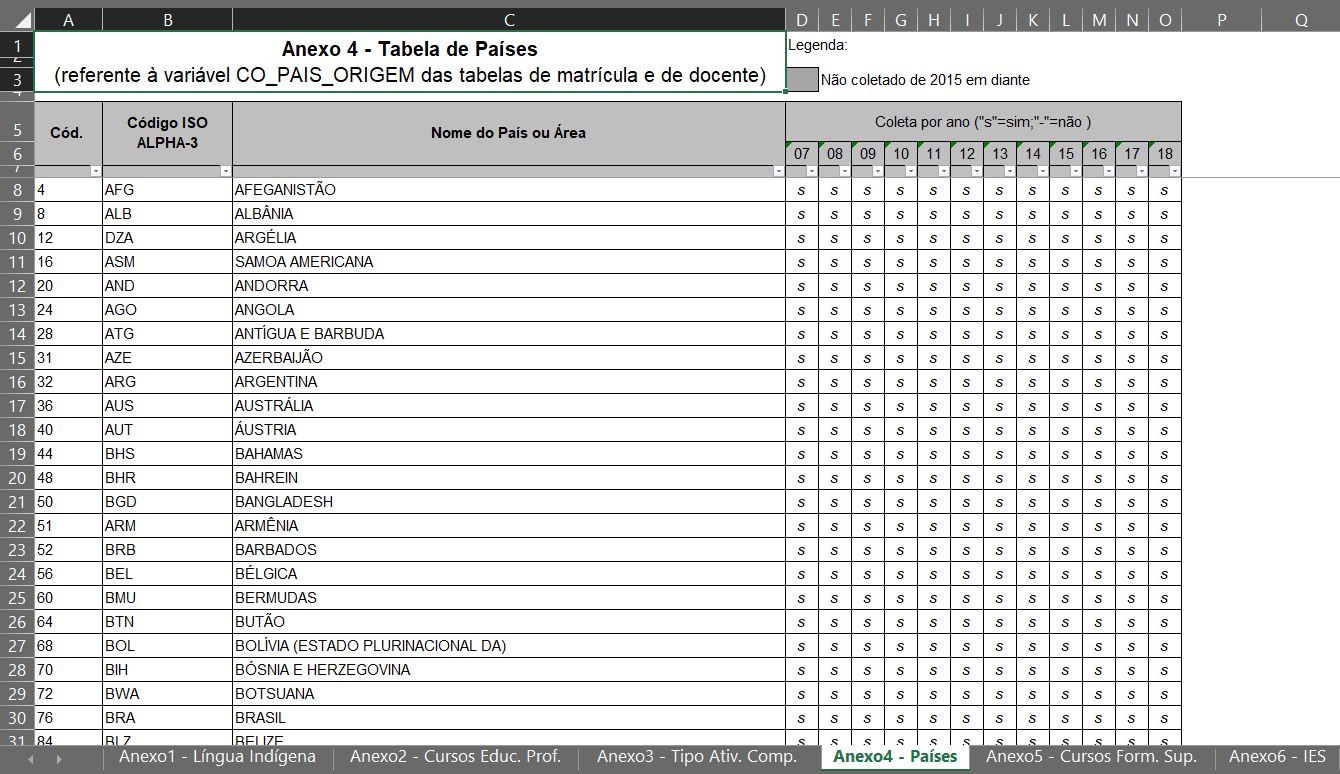 A B C D E F G H I J K L M N O P Q
1 Anexo 4 - Tabela de Países Legenda:
2
3 (referente à variável CO_PAIS_ORIGEM das tabelas de matrícula e de docente) Não coletado de 2015 em diante
4
5 Cód. Código ISO ALPHA-3 Nome do País ou Área Coleta por ano ("s"=sim;"-"=não )
6 07 08 09 10 11 12 13 14 15 16 17 18
7
8 4 AFG AFEGANISTÃO s s s s s s s s s s s s
9 8 ALB ALBÂNIA s s s s s s s s s s s s
10 12 DZA ARGÉLIA s s s s s s s s s s s s
11 16 ASM SAMOA AMERICANA s s s s s s s s s s s s
12 20 AND ANDORRA s s s s s s s s s s s s
13 24 AGO ANGOLA s s s s s s s s s s s s
14 28 ATG ANTÍGUA E BARBUDA s s s s s s s s s s s s
15 31 AZE AZERBAIJÃO s s s s s s s s s s s s
16 32 ARG ARGENTINA s s s s s s s s s s s s
17 36 AUS AUSTRÁLIA s s s s s s s s s s s s
18 40 AUT ÁUSTRIA s s s s s s s s s s s s
19 44 BHS BAHAMAS s s s s s s s s s s s s
20 48 BHR BAHREIN s s s s s s s s s s s s
21 50 BGD BANGLADESH s s s s s s s s s s s s
22 51 ARM ARMÊNIA s s s s s s s s s s s s
23 52 BRB BARBADOS s s s s s s s s s s s s
24 56 BEL BÉLGICA s s s s s s s s s s s s
25 60 BMU BERMUDAS s s s s s s s s s s s s
26 64 BTN BUTÃO s s s s s s s s s s s s
27 68 BOL BOLÍVIA (ESTADO PLURINACIONAL DA) s s s s s s s s s s s s
28 70 BIH BÓSNIA E HERZEGOVINA s s s s s s s s s s s s
29 72 BWA BOTSUANA s s s s s s s s s s s s
30 76 BRA BRASIL s s s s s s s s s s s s
31 84 BLZ BELIZE s s s s s s s s s s s s
Anexo1 - Língua Indígena Anexo2 - Cursos Educ. Prof. Anexo3 - Tipo Ativ. Comp. Anexo4 - Países Anexo5 - Cursos Form. Sup. Anexo6 - IES